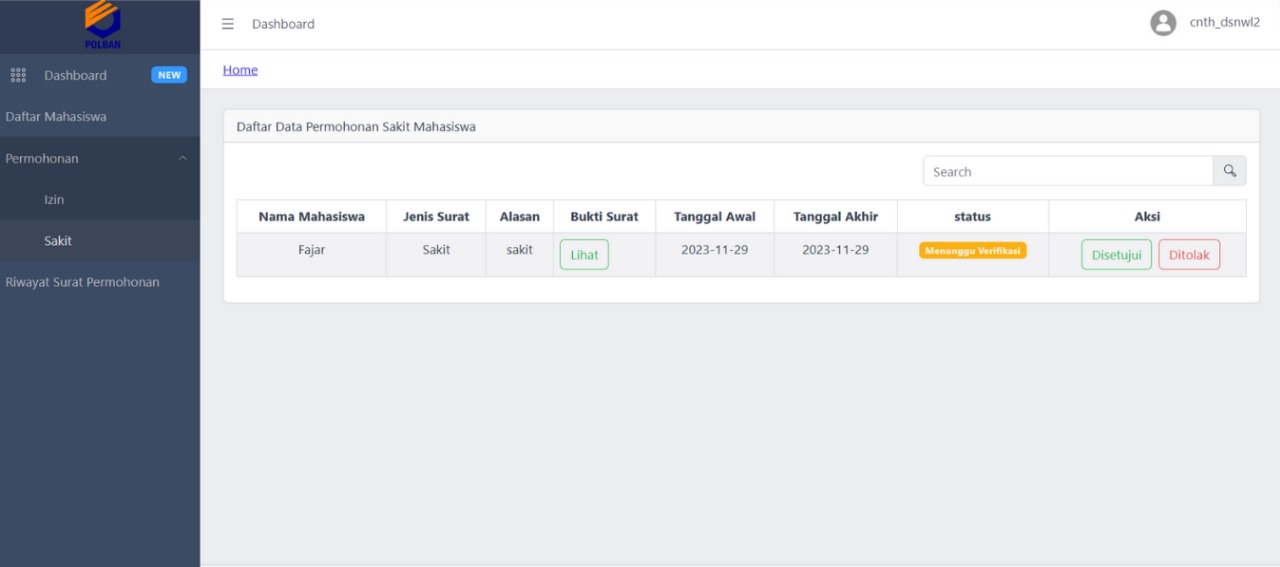 POLBAN
Dashboard
cnth_dsnwl2
Dashboard NEW
Home
Daftar Mahasiswa
Permohonan
Izin
Sakit
Riwayat Surat Permohonan
Daftar Data Permohonan Sakit Mahasiswa
Search
Nama Mahasiswa Jenis Surat Alasan Bukti Surat Tanggal Awal Tanggal Akhir status Aksi
Fajar Sakit sakit Lihat 2023-11-29 2023-11-29 Menunggu Verifikasi Disetujui Ditolak